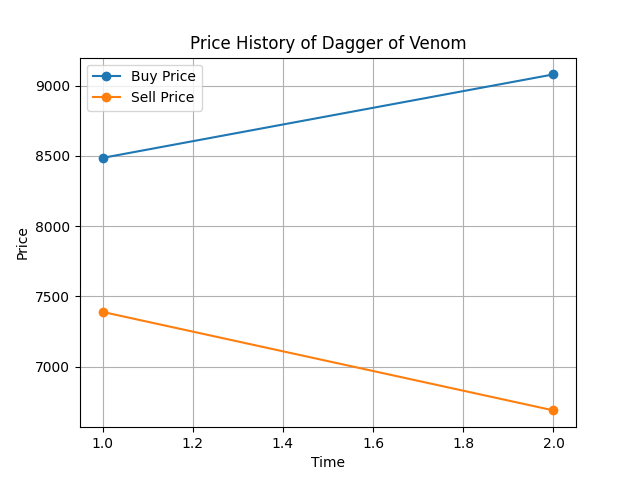 Price History of Dagger of Venom
Buy Price
Sell Price
9000
8500
8000
7500
7000
Price
1.0 1.2 1.4 1.6 1.8 2.0
Time